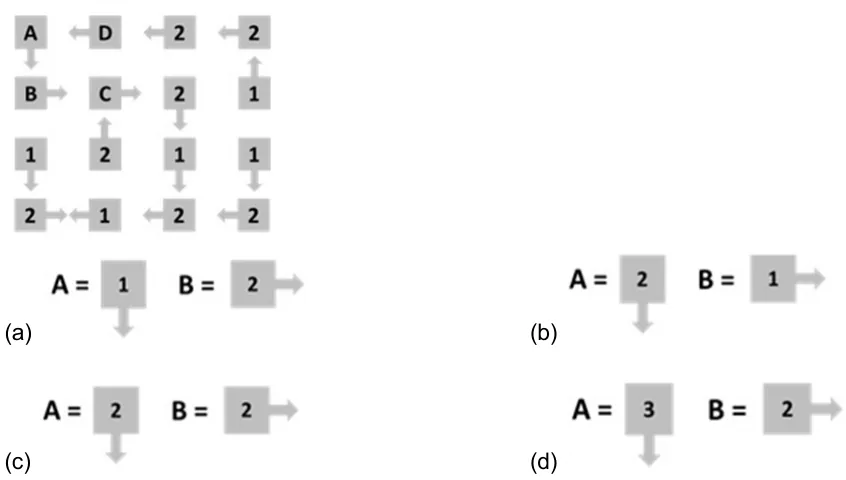 A D 2 2
B C 2 1
1 2 1 1
2 1 2 2
A = 1 B = 2
A = 2 B = 1
(a)
(b)
A = 2 B = 2
A = 3 B = 2
(c)
(d)